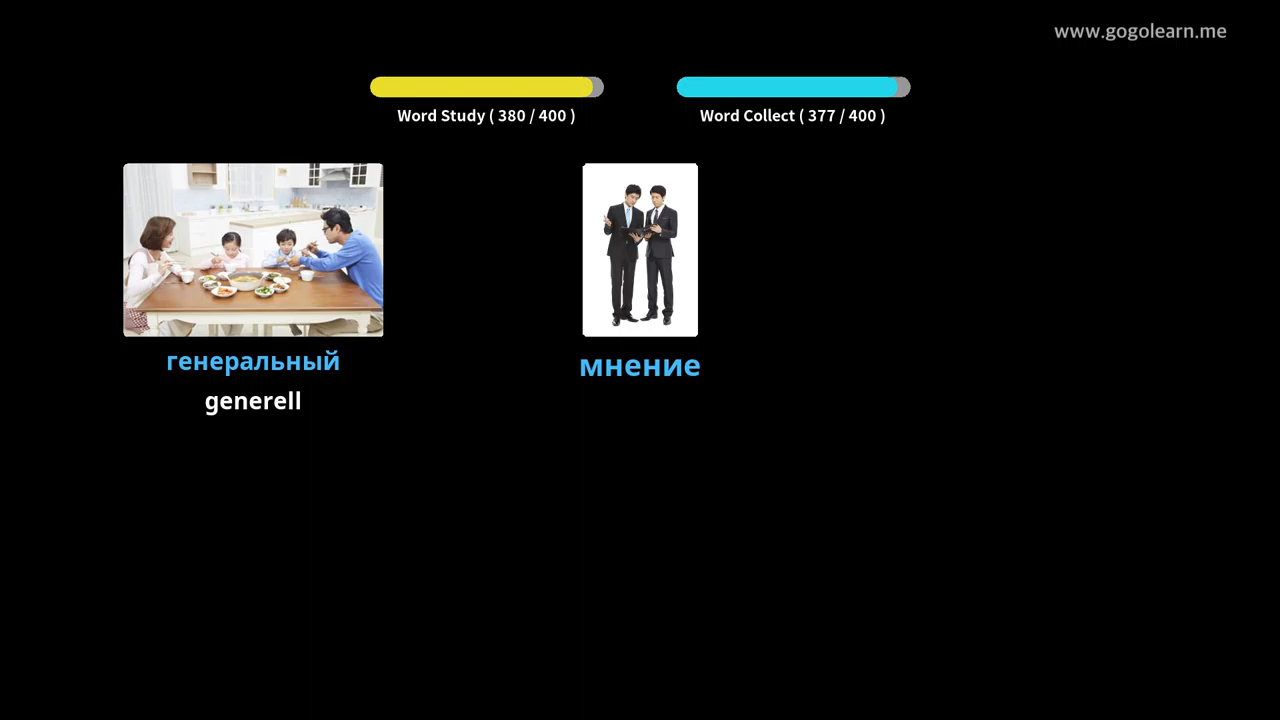 www.gogolearn.me
Word Study ( 380 / 400 )
Word Collect ( 377 / 400 )
генеральный
generell
мнение